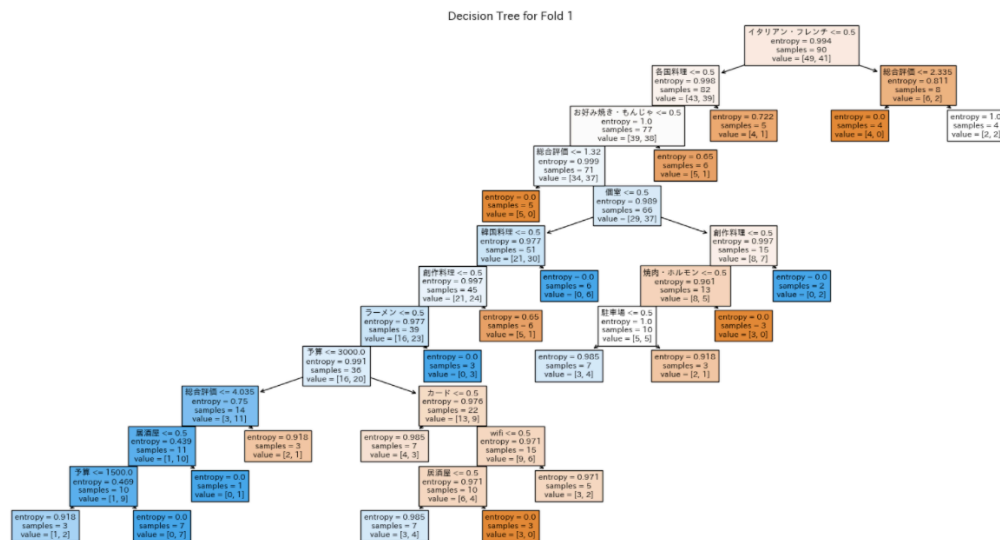 Decision Tree for Fold 1
イタリアン・フレンチ <= 0.5
entropy = 0.994
samples = 90
value = [49, 41]
各国料理 <= 0.5
entropy = 0.998
samples = 82
value = [43, 39]
総合評価 <= 2.335
entropy = 0.811
samples = 8
value = [6, 2]
お好み焼き・もんじゃ <= 0.5
entropy = 1.0
samples = 77
value = [39, 38]
entropy = 0.722
samples = 5
value = [4, 1]
entropy = 0.0
samples = 4
value = [4, 0]
entropy = 1.0
samples = 4
value = [2, 2]
総合評価 <= 1.32
entropy = 0.999
samples = 71
value = [34, 37]
entropy = 0.65
samples = 6
value = [5, 1]
entropy = 0.0
samples = 5
value = [5, 0]
個室 <= 0.5
entropy = 0.989
samples = 66
value = [29, 37]
韓国料理 <= 0.5
entropy = 0.977
samples = 51
value = [21, 30]
創作料理 <= 0.5
entropy = 0.997
samples = 15
value = [8, 7]
創作料理 <= 0.5
entropy = 0.997
samples = 45
value = [21, 24]
entropy = 0.0
samples = 6
value = [0, 6]
焼肉・ホルモン <= 0.5
entropy = 0.961
samples = 13
value = [8, 5]
entropy = 0.0
samples = 2
value = [0, 2]
ラーメン <= 0.5
entropy = 0.977
samples = 39
value = [16, 23]
entropy = 0.65
samples = 6
value = [5, 1]
駐車場 <= 0.5
entropy = 1.0
samples = 10
value = [5, 5]
entropy = 0.0
samples = 3
value = [3, 0]
予算 <= 3000.0
entropy = 0.991
samples = 36
value = [16, 20]
entropy = 0.0
samples = 3
value = [0, 3]
entropy = 0.985
samples = 7
value = [3, 4]
entropy = 0.918
samples = 3
value = [2, 1]
総合評価 <= 4.035
entropy = 0.75
samples = 14
value = [3, 11]
カード <= 0.5
entropy = 0.976
samples = 22
value = [13, 9]
居酒屋 <= 0.5
entropy = 0.439
samples = 11
value = [1, 10]
entropy = 0.918
samples = 3
value = [2, 1]
entropy = 0.985
samples = 7
value = [4, 3]
wifi <= 0.5
entropy = 0.971
samples = 15
value = [9, 6]
予算 <= 1500.0
entropy = 0.469
samples = 10
value = [1, 9]
entropy = 0.0
samples = 1
value = [0, 1]
居酒屋 <= 0.5
entropy = 0.971
samples = 10
value = [6, 4]
entropy = 0.971
samples = 5
value = [3, 2]
entropy = 0.918
samples = 3
value = [1, 2]
entropy = 0.0
samples = 7
value = [0, 7]
entropy = 0.985
samples = 7
value = [3, 4]
entropy = 0.0
samples = 3
value = [3, 0]